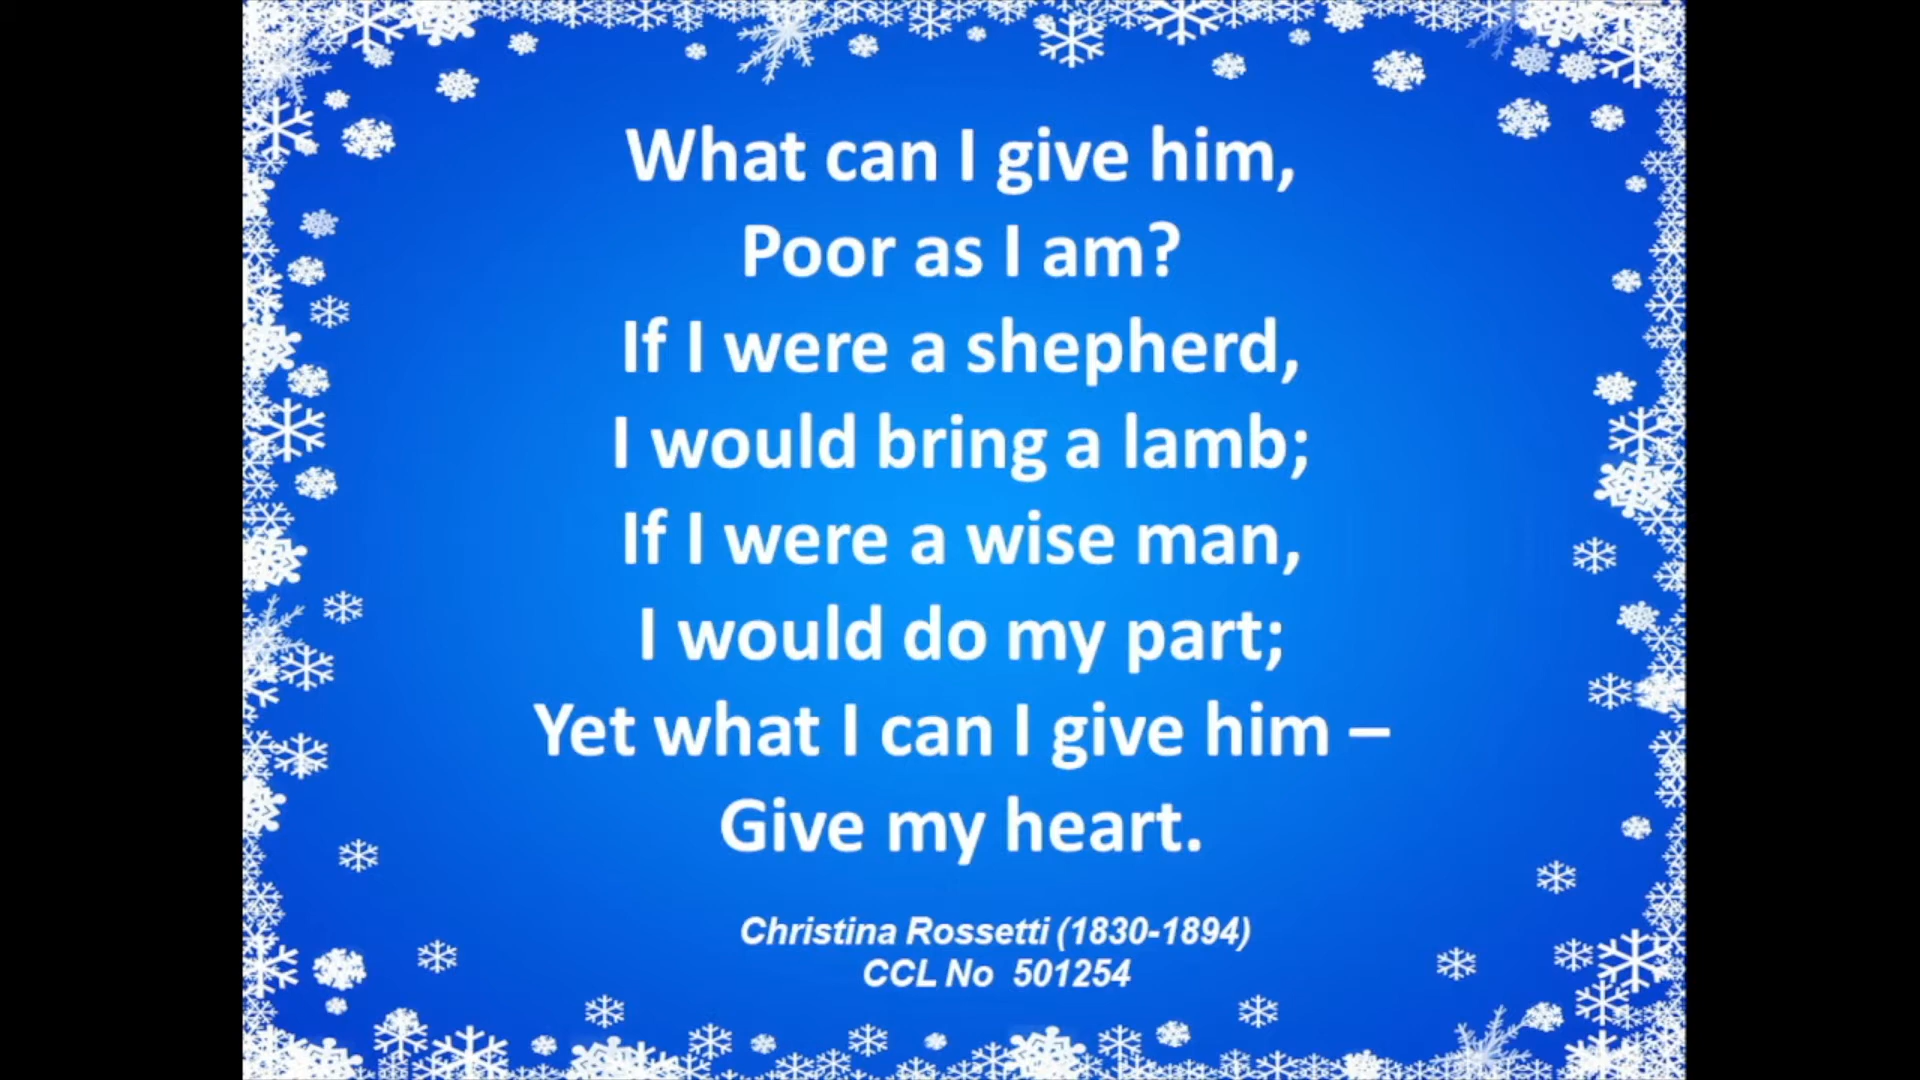 What can I give him,
Poor as I am?
If I were a shepherd,
I would bring a lamb;
If I were a wise man,
I would do my part;
Yet what I can I give him –
Give my heart.
Christina Rossetti (1830-1894)
CCL No 501254